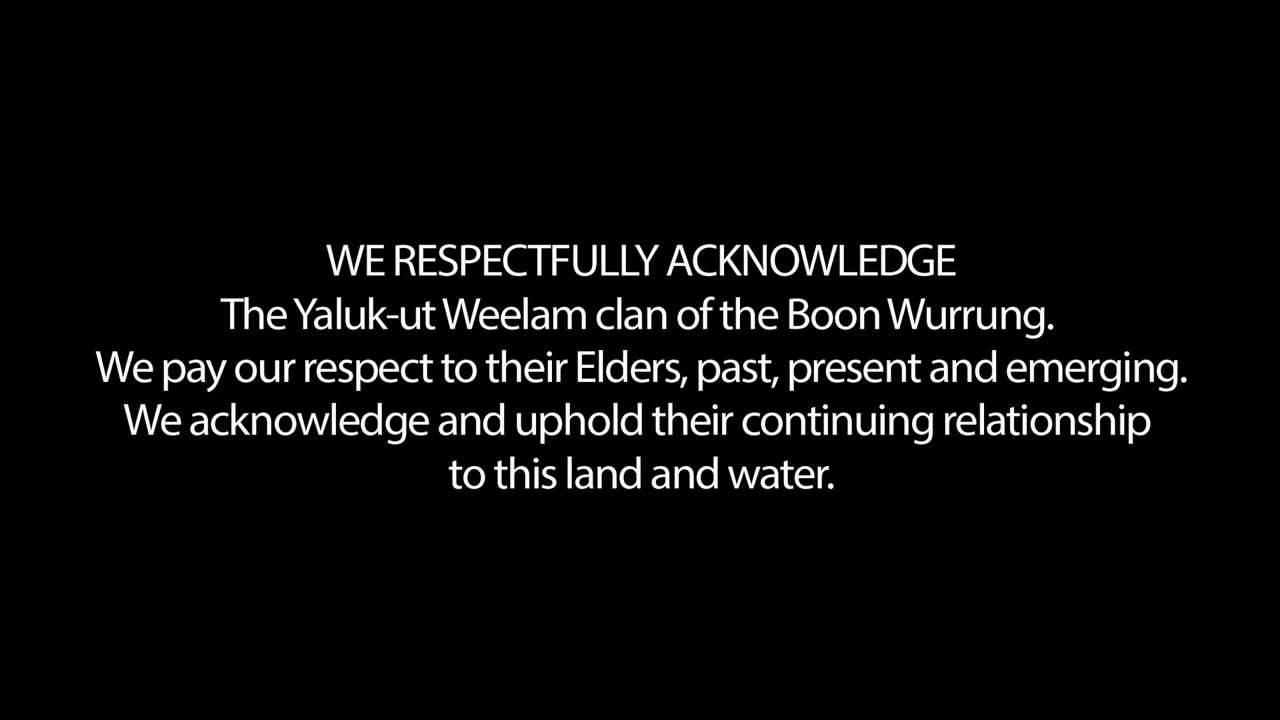 WE RESPECTFULLY ACKNOWLEDGE
The Yaluk-ut Weelam clan of the Boon Wurrung.
We pay our respect to their Elders, past, present and emerging.
We acknowledge and uphold their continuing relationship
to this land and water.